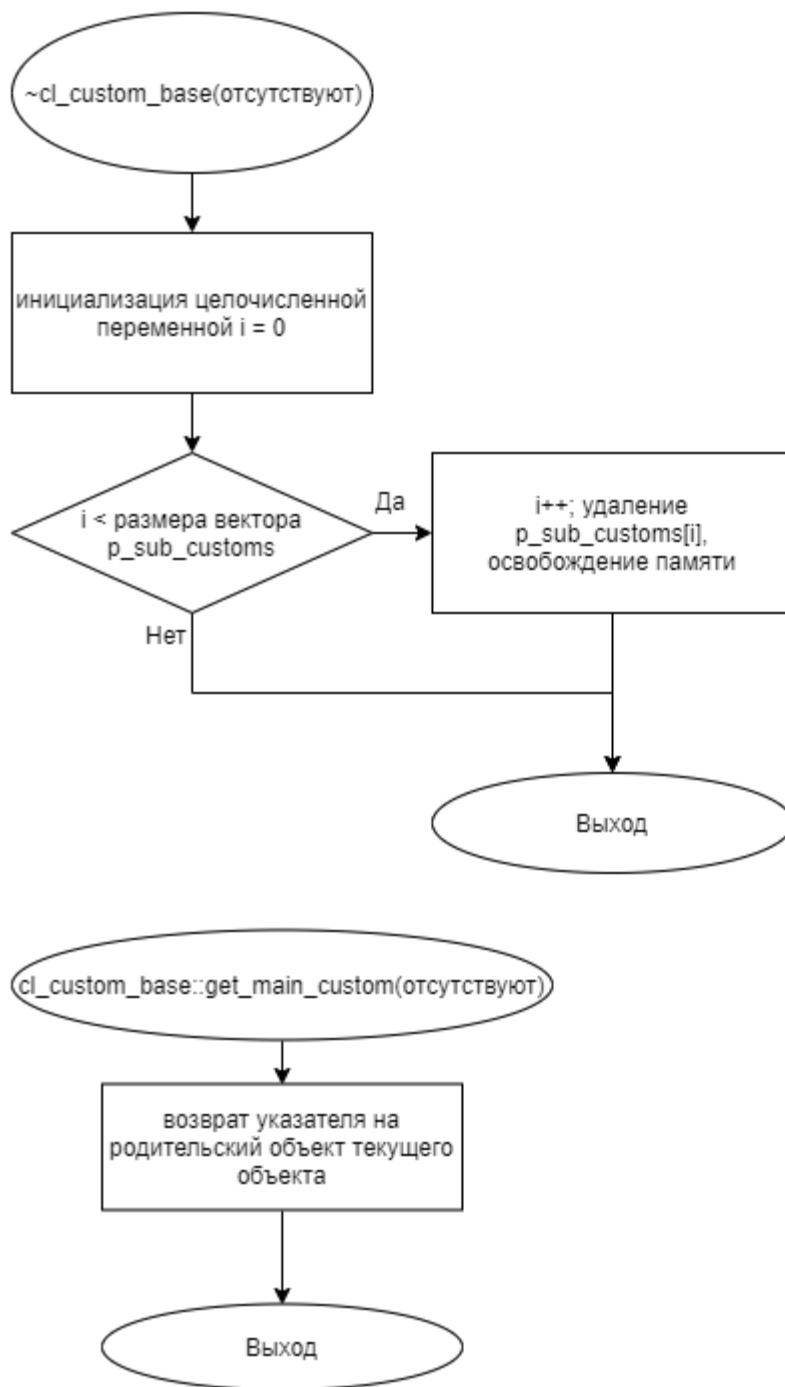 ~cl_custom_base(отсутствуют)
инициализация целочисленной
переменной i = 0
i < размера вектора
p_sub_customs
Да
i++; удаление
p_sub_customs[i],
освобождение памяти
Нет
Выход
cl_custom_base::get_main_custom(отсутствуют)
возврат указателя на
родительский объект текущего
объекта
Выход